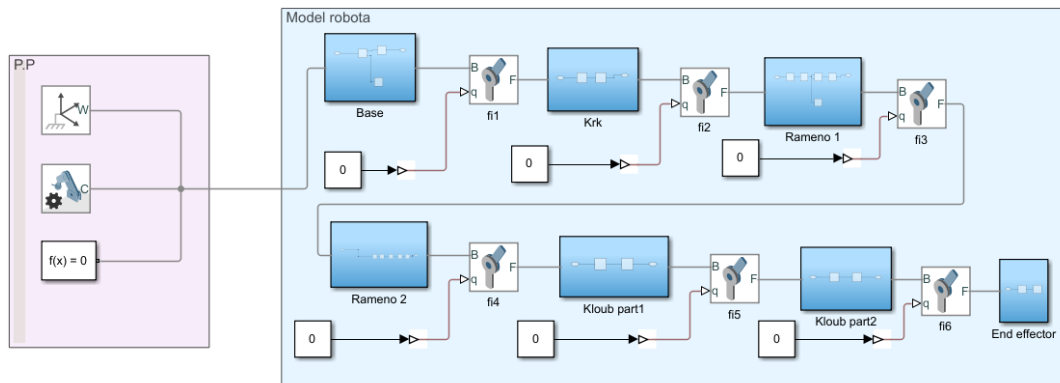 Model robota
P.P
W
C
f(x) = 0
Base
B
q
F
fi1
Krk
B
q
F
fi2
Rameno 1
B
q
F
fi3
0
0
0
Rameno 2
B
q
F
fi4
Kloub part1
B
q
F
fi5
Kloub part2
B
q
F
fi6
End effector
0
0
0